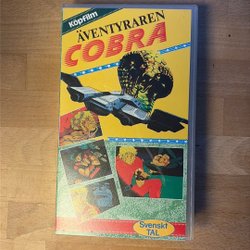 Köpfilm
ÄVENTYRAREN
COBRA
Svenskt
TAL